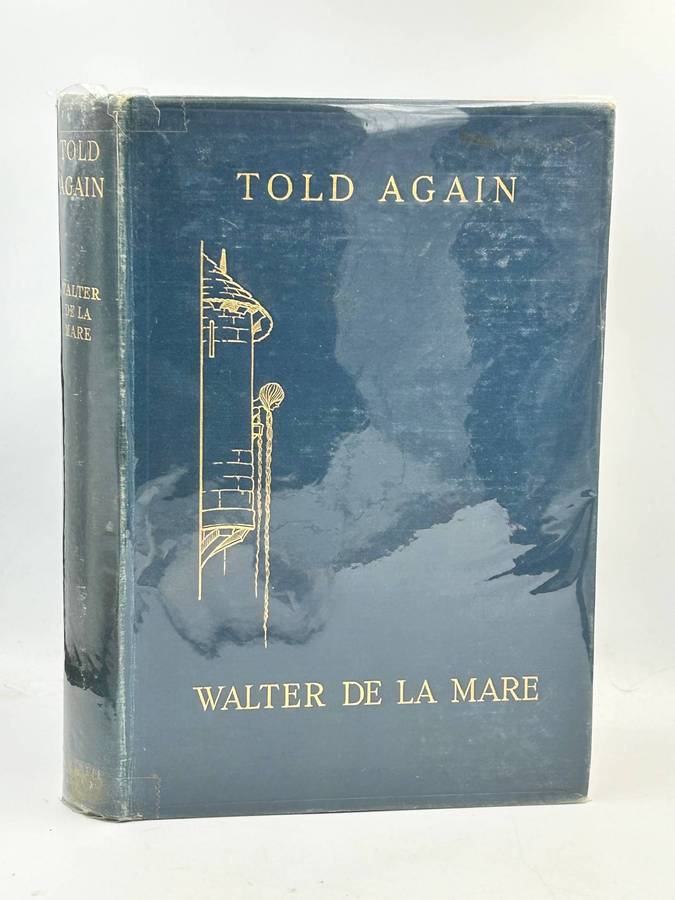 TOLD
AGAIN
WALTER
DE LA
MARE
TOLD AGAIN
WALTER DE LA MARE